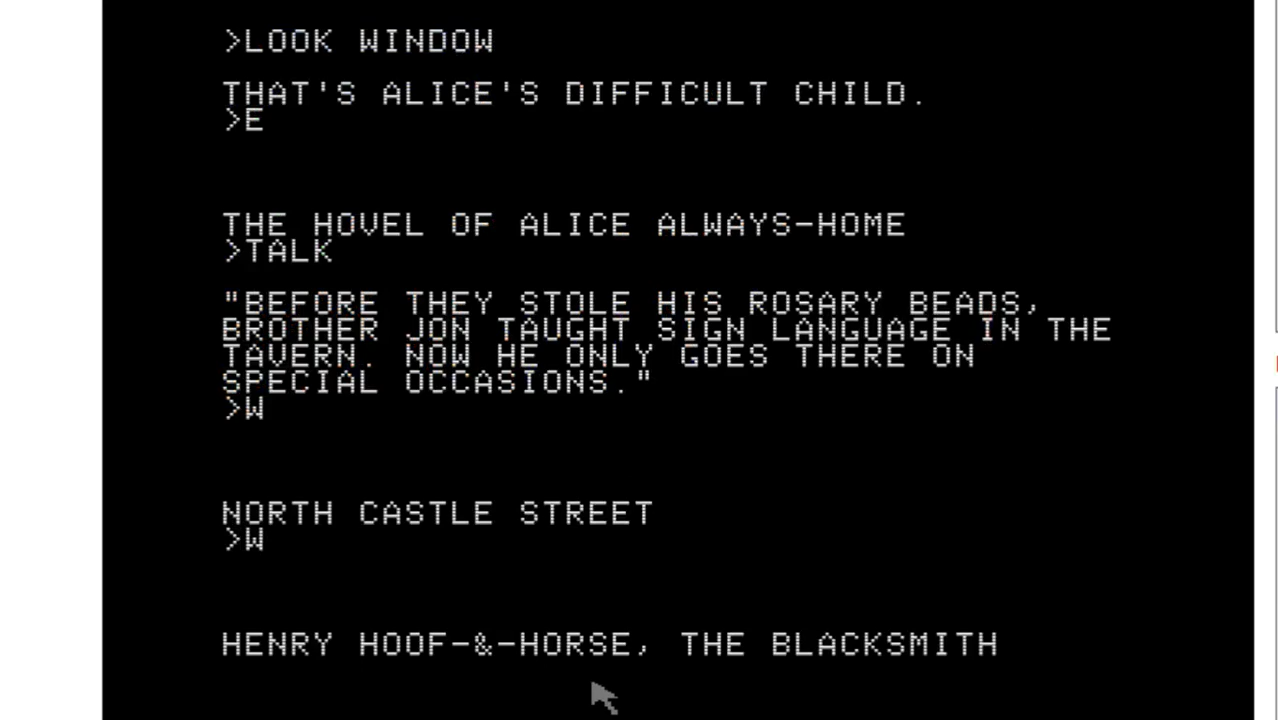 >LOOK WINDOW
THAT'S ALICE'S DIFFICULT CHILD.
>E
THE HOVEL OF ALICE ALWAYS-HOME
>TALK
"BEFORE THEY STOLE HIS ROSARY BEADS,
BROTHER JON TAUGHT SIGN LANGUAGE IN THE
TAVERN. NOW HE ONLY GOES THERE ON
SPECIAL OCCASIONS."
>W
NORTH CASTLE STREET
>W
HENRY HOOF-&-HORSE, THE BLACKSMITH